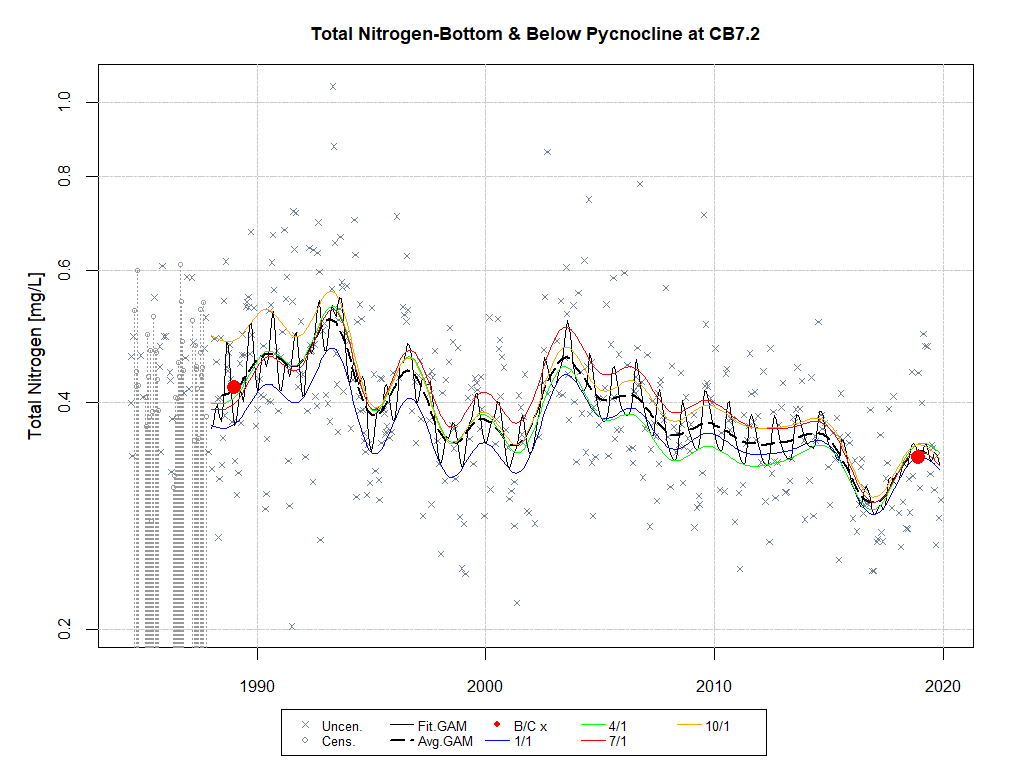 Total Nitrogen-Bottom & Below Pycnocline at CB7.2
Total Nitrogen [mg/L]
1.0
0.8
0.6
0.4
0.2
1990 2000 2010 2020
Uncen. Fit.GAM B/C x 4/1 10/1
Cens. Avg.GAM 1/1 7/1